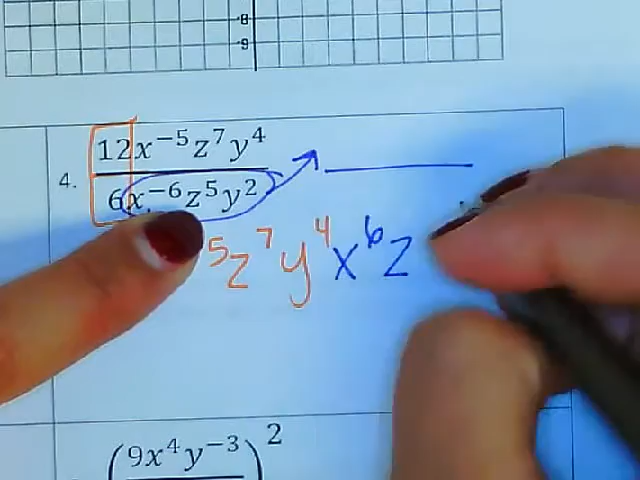 -8
-9
4. 12x⁻⁵z⁷y⁴
6x⁻⁶z⁵y²
⁵z⁷y⁴x⁶z
(9x⁴y⁻³)²